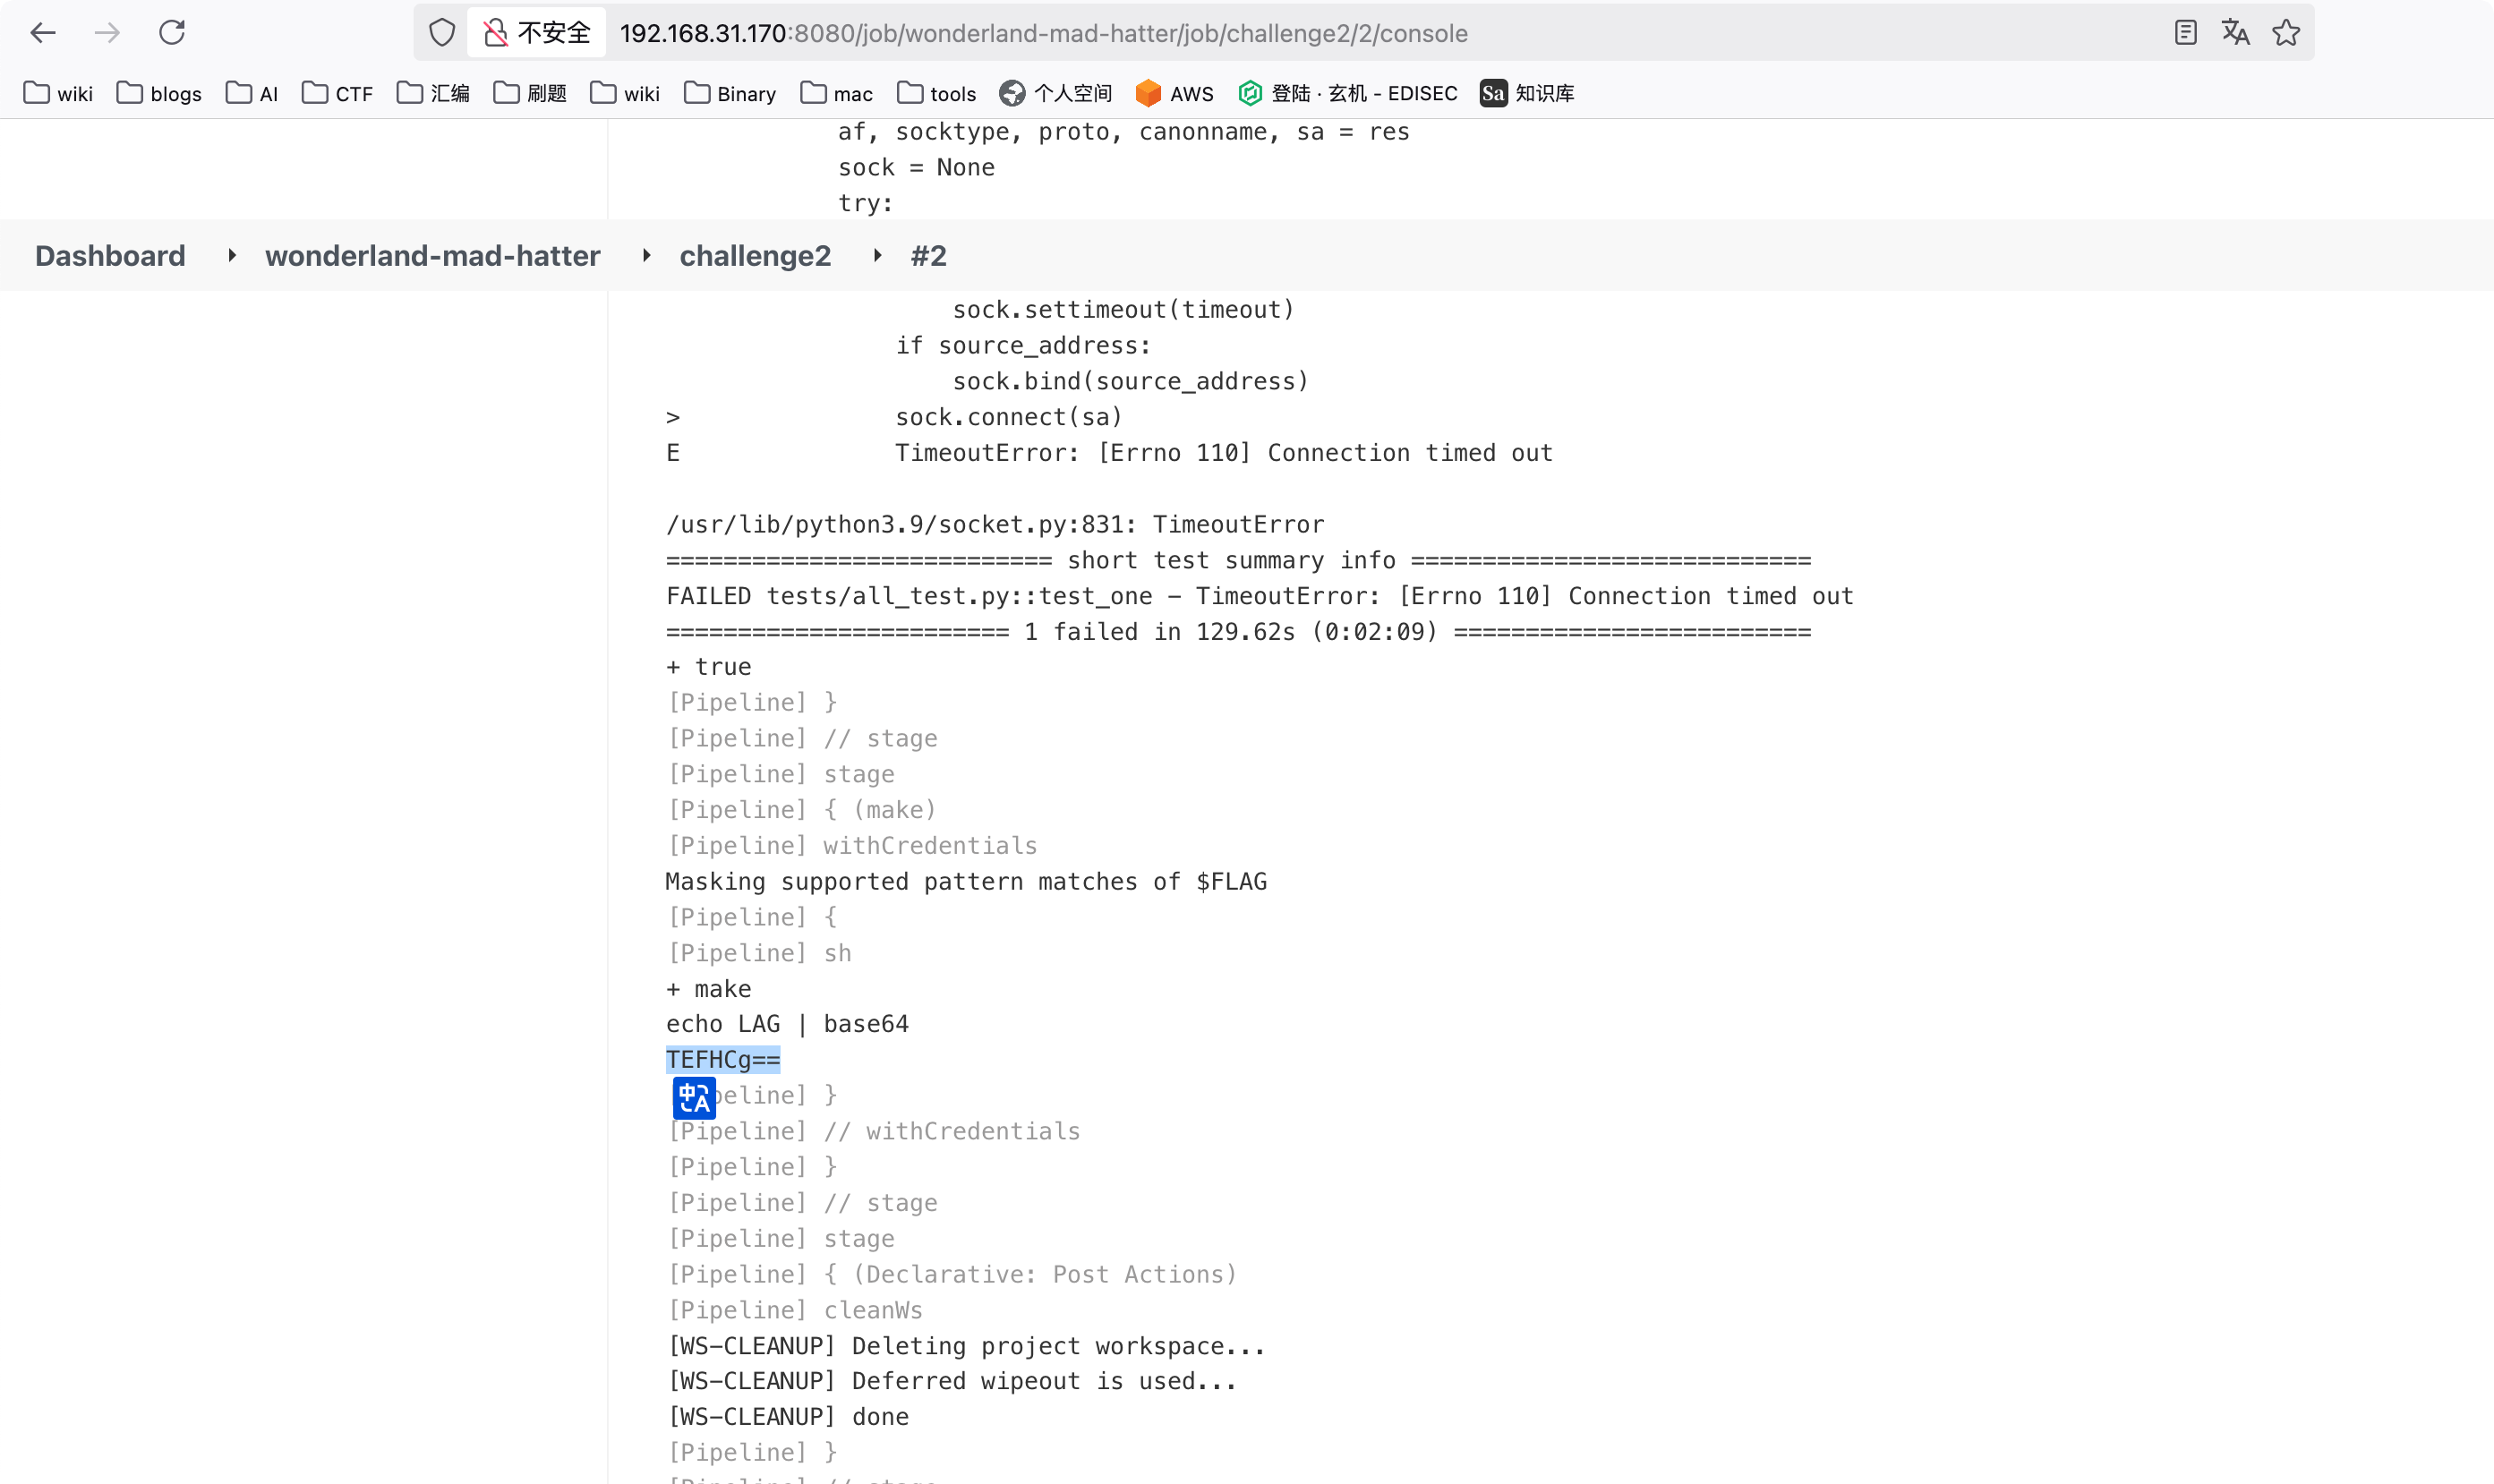 不安全 192.168.31.170:8080/job/wonderland-mad-hatter/job/challenge2/2/console
wiki blogs AI CTF 汇编 刷题 wiki Binary mac tools 个人空间 AWS 登陆 · 玄机 - EDISEC Sa 知识库
af, socktype, proto, canonname, sa = res
sock = None
try:
Dashboard wonderland-mad-hatter challenge2 #2
sock.settimeout(timeout)
if source_address:
sock.bind(source_address)
> sock.connect(sa)
E TimeoutError: [Errno 110] Connection timed out
/usr/lib/python3.9/socket.py:831: TimeoutError
=========================== short test summary info ============================
FAILED tests/all_test.py::test_one - TimeoutError: [Errno 110] Connection timed out
======================== 1 failed in 129.62s (0:02:09) =========================
+ true
[Pipeline] }
[Pipeline] // stage
[Pipeline] stage
[Pipeline] { (make)
[Pipeline] withCredentials
Masking supported pattern matches of $FLAG
[Pipeline] {
[Pipeline] sh
+ make
echo LAG | base64
TEFHCg==
中A peline] }
[Pipeline] // withCredentials
[Pipeline] }
[Pipeline] // stage
[Pipeline] stage
[Pipeline] { (Declarative: Post Actions)
[Pipeline] cleanWs
[WS-CLEANUP] Deleting project workspace...
[WS-CLEANUP] Deferred wipeout is used...
[WS-CLEANUP] done
[Pipeline] }